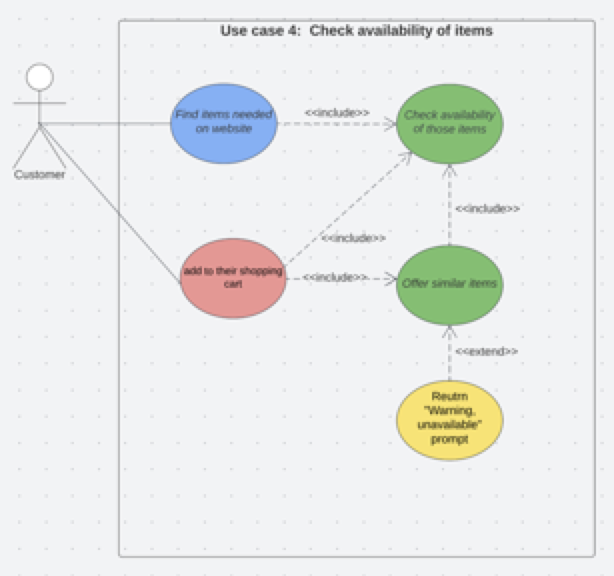 Use case 4: Check availability of items
Find items needed
on website
<<include>>
Check availability
of those items
Customer
<<include>>
<<include>>
add to their shopping
cart
<<include>>
Offer similar items
<<extend>>
Reutrn
"Warning,
unavailable"
prompt